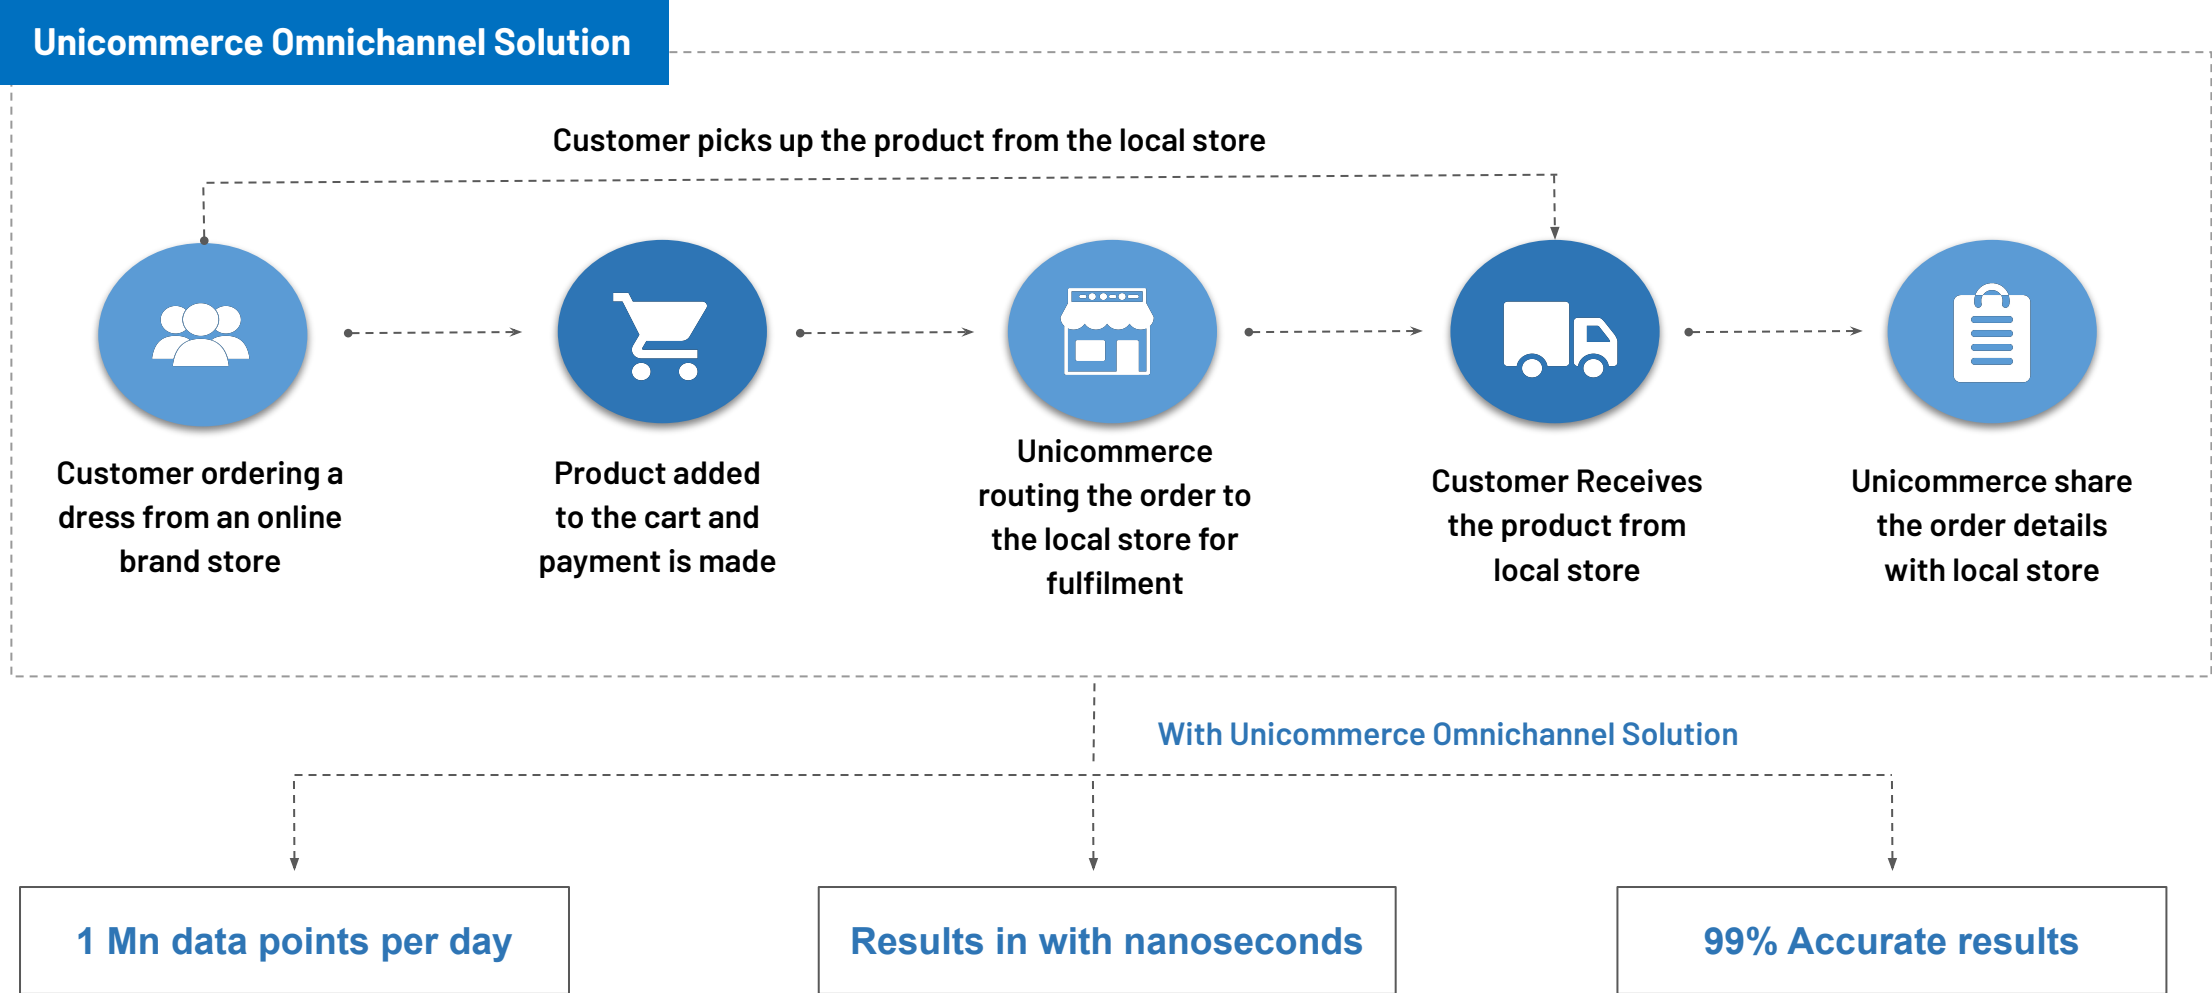 Unicommerce Omnichannel Solution
Customer picks up the product from the local store
Customer ordering a
dress from an online
brand store
Product added
to the cart and
payment is made
Unicommerce
routing the order to
the local store for
fulfilment
Customer Receives
the product from
local store
Unicommerce share
the order details
with local store
With Unicommerce Omnichannel Solution
1 Mn data points per day
Results in with nanoseconds
99% Accurate results